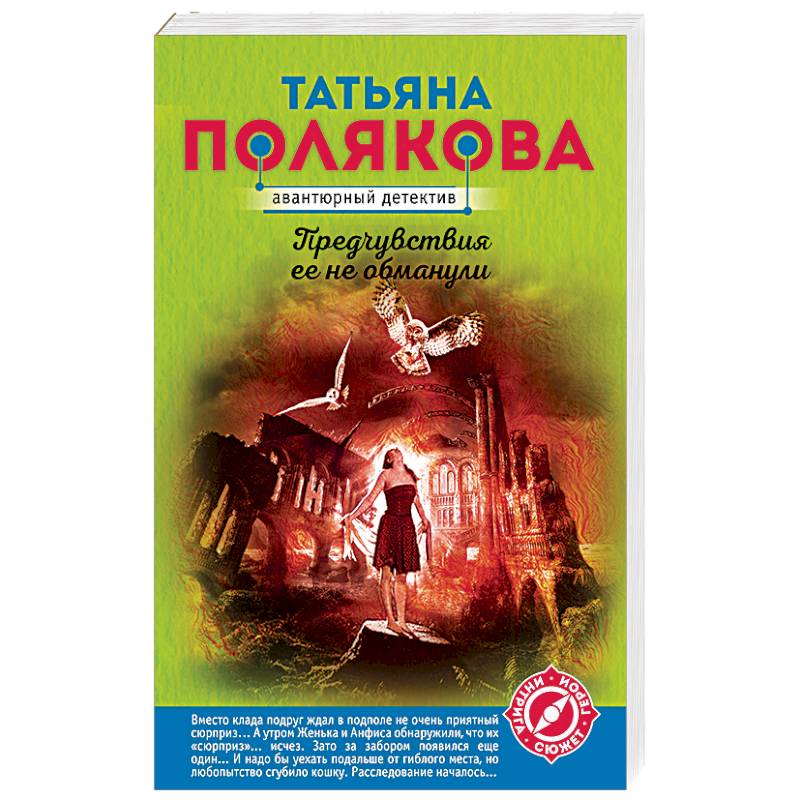 ТАТЬЯНА
ПОЛЯКОВА
авантюрный детектив
Предчувствия
ее не обманули
Вместо клада подруг ждал в подполе не очень приятный
сюрприз... А утром Женька и Анфиса обнаружили, что их
«сюрприз»... исчез. Зато за забором появился еще
один... И надо бы уехать подальше от гиблого места, но
любопытство сгубило кошку. Расследование началось...
ИНТРИГА · ГЕРОИ · СЮЖЕТ ·